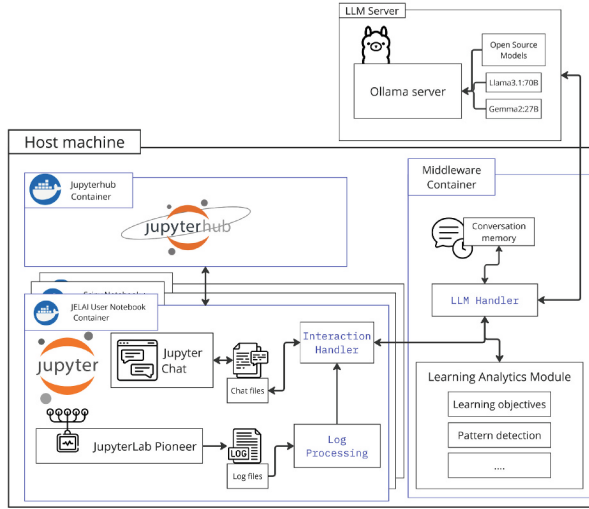 LLM Server
Open Source
Models
Ollama server
Llama3.1:70B
Gemma2:27B
Host machine
Jupyterhub
Container
jupyterhub
Middleware
Container
Conversation
memory
LLM Handler
JELAI User Notebook
Container
jupyter
Jupyter
Chat
Chat files
Interaction
Handler
Learning Analytics Module
Learning objectives
Pattern detection
....
JupyterLab Pioneer
LOG
Log files
Log
Processing